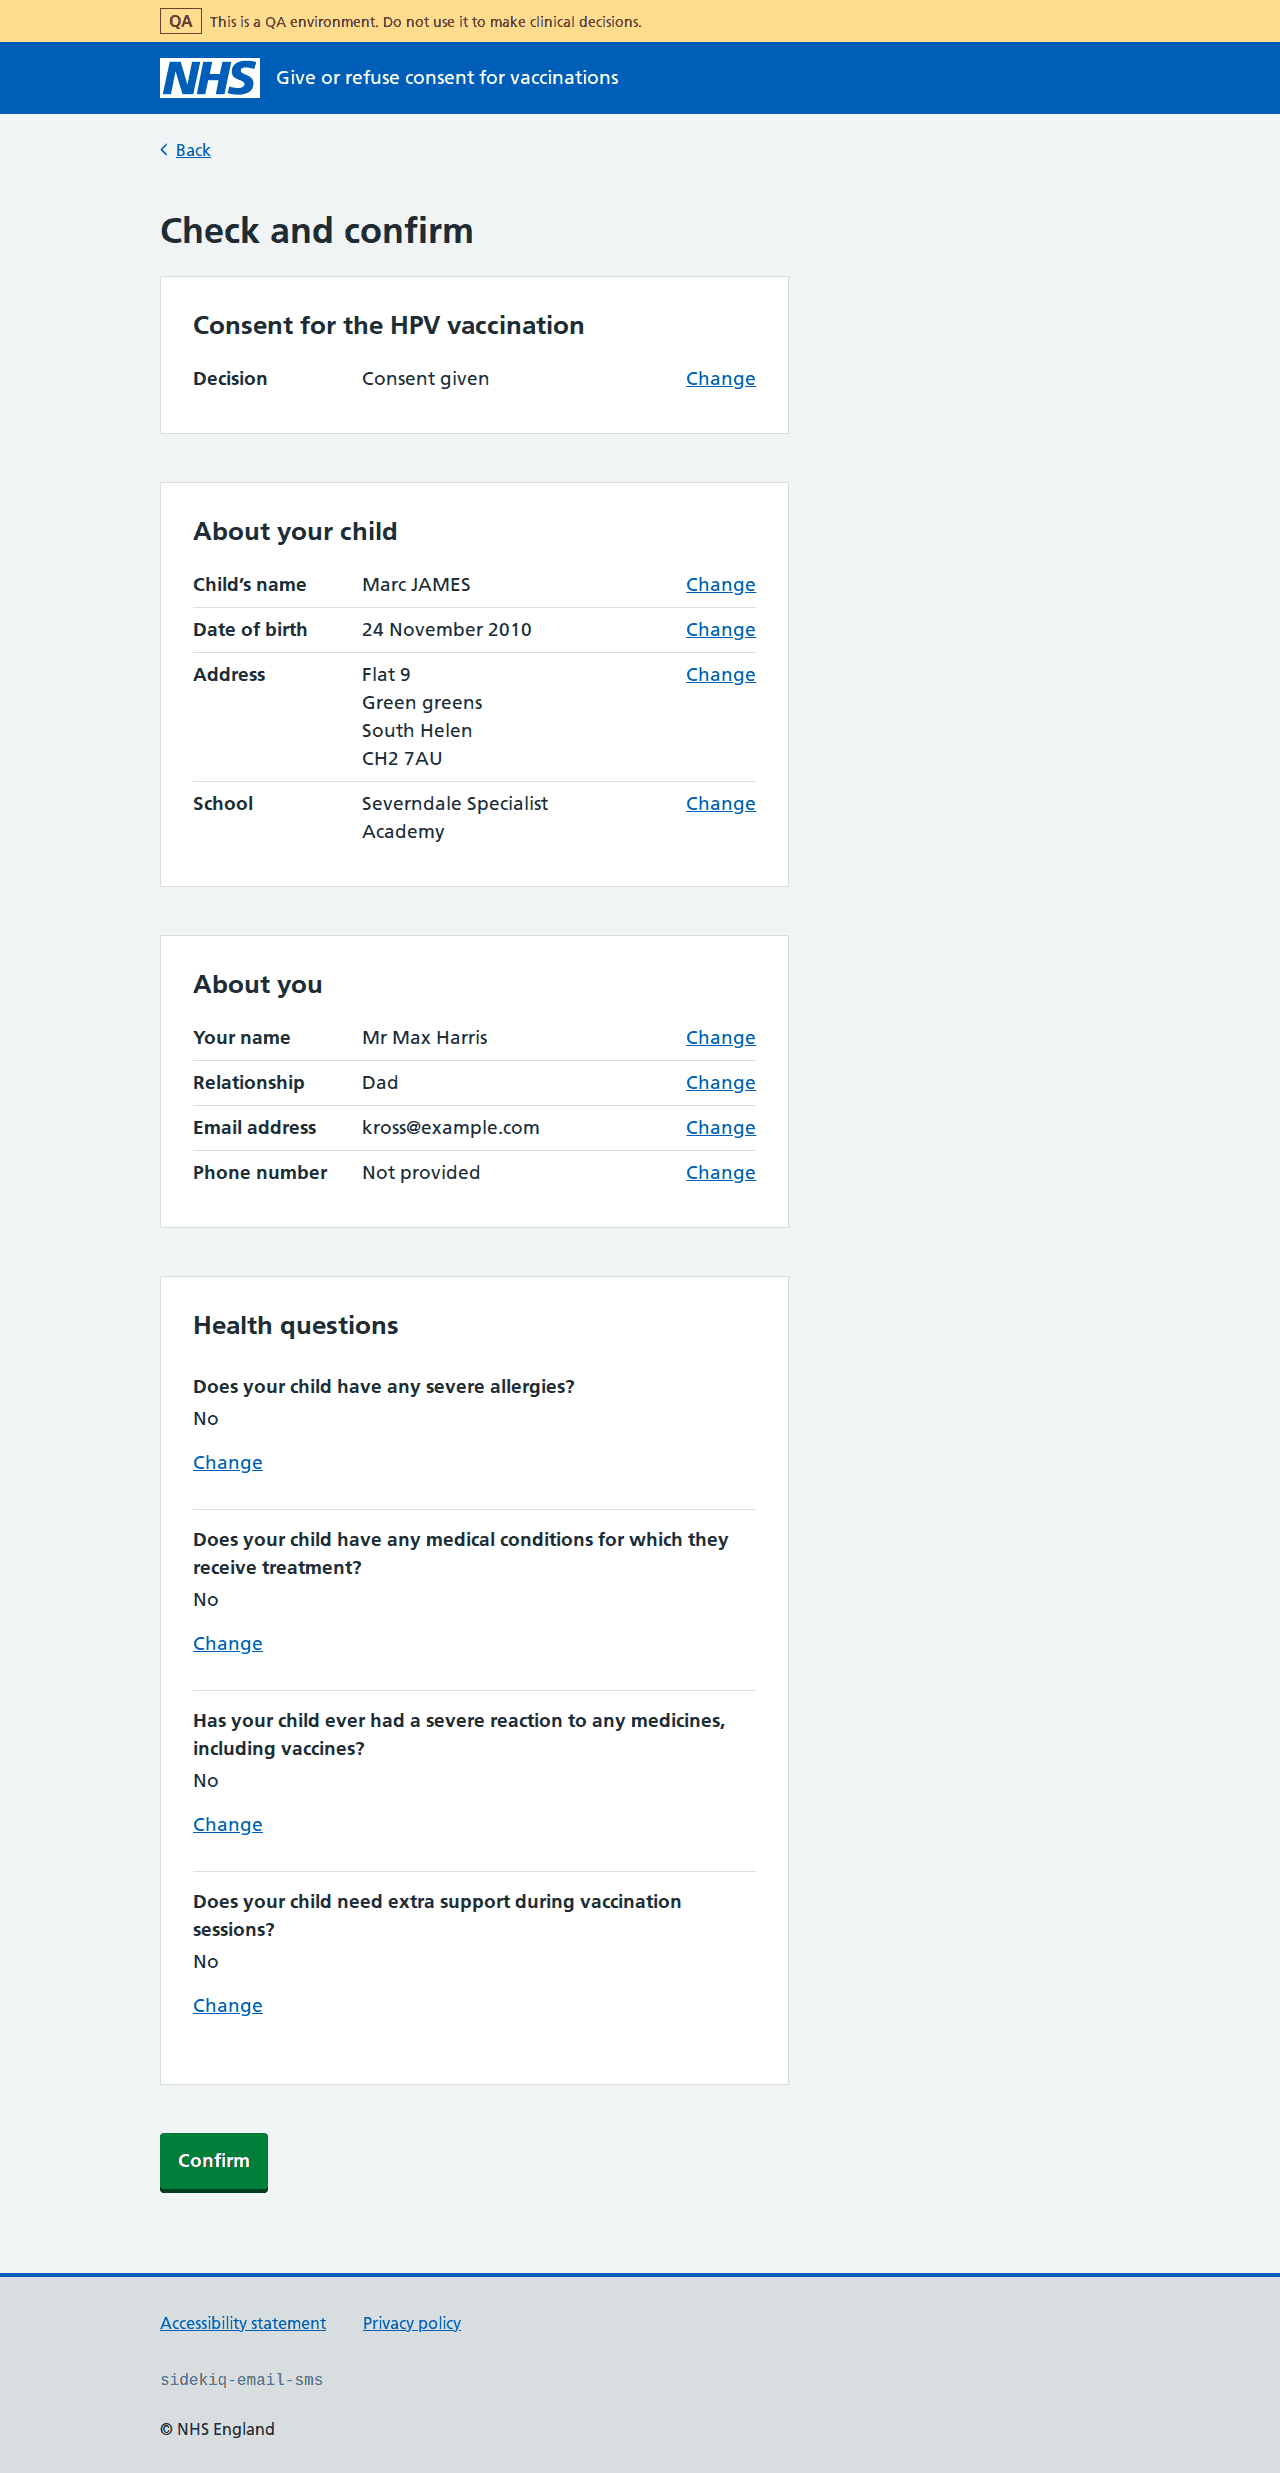 QA This is a QA environment. Do not use it to make clinical decisions.
NHS Give or refuse consent for vaccinations
Back
Check and confirm
Consent for the HPV vaccination
Decision Consent given Change
About your child
Child’s name Marc JAMES Change
Date of birth 24 November 2010 Change
Address Flat 9 Change
Green greens
South Helen
CH2 7AU
School Severndale Specialist Change
Academy
About you
Your name Mr Max Harris Change
Relationship Dad Change
Email address kross@example.com Change
Phone number Not provided Change
Health questions
Does your child have any severe allergies?
No
Change
Does your child have any medical conditions for which they
receive treatment?
No
Change
Has your child ever had a severe reaction to any medicines,
including vaccines?
No
Change
Does your child need extra support during vaccination
sessions?
No
Change
Confirm
Accessibility statement Privacy policy
sidekiq-email-sms
© NHS England